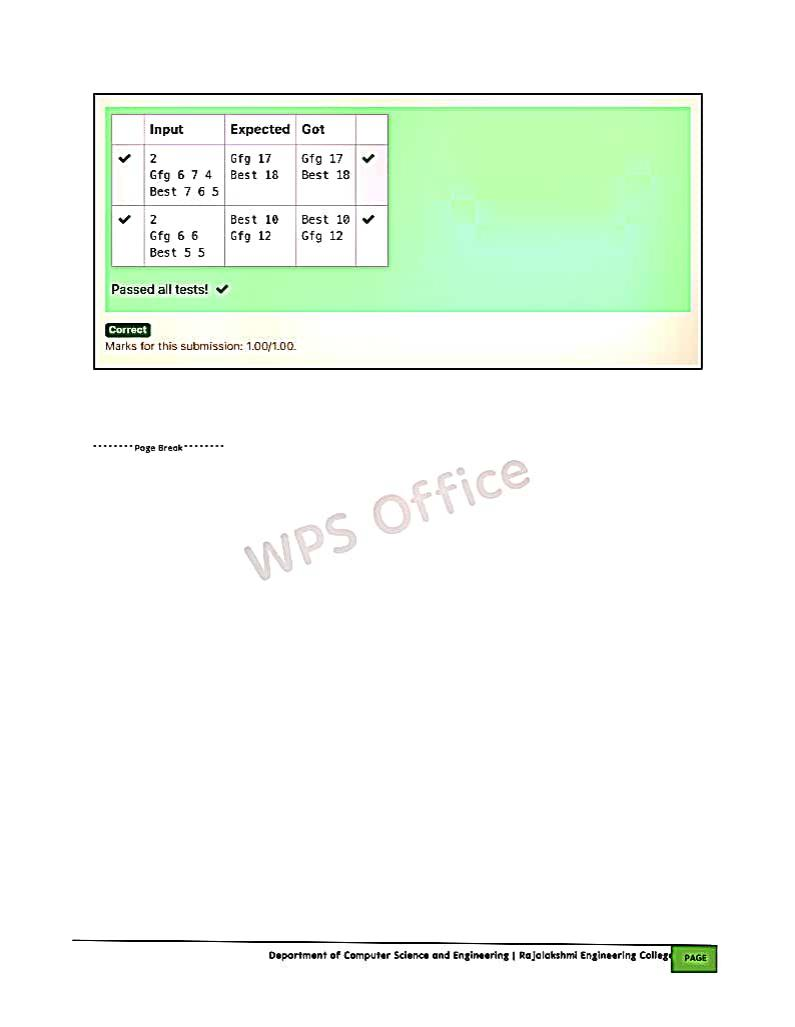 Input Expected Got
✔ 2 Gfg 17 Gfg 17 ✔
Gfg 6 7 4 Best 18 Best 18
Best 7 6 5
✔ 2 Best 10 Best 10 ✔
Gfg 6 6 Gfg 12 Gfg 12
Best 5 5
Passed all tests! ✔
Correct
Marks for this submission: 1.00/1.00.
--------Page Break--------
WPS Office
Department of Computer Science and Engineering | Rajalakshmi Engineering College PAGE